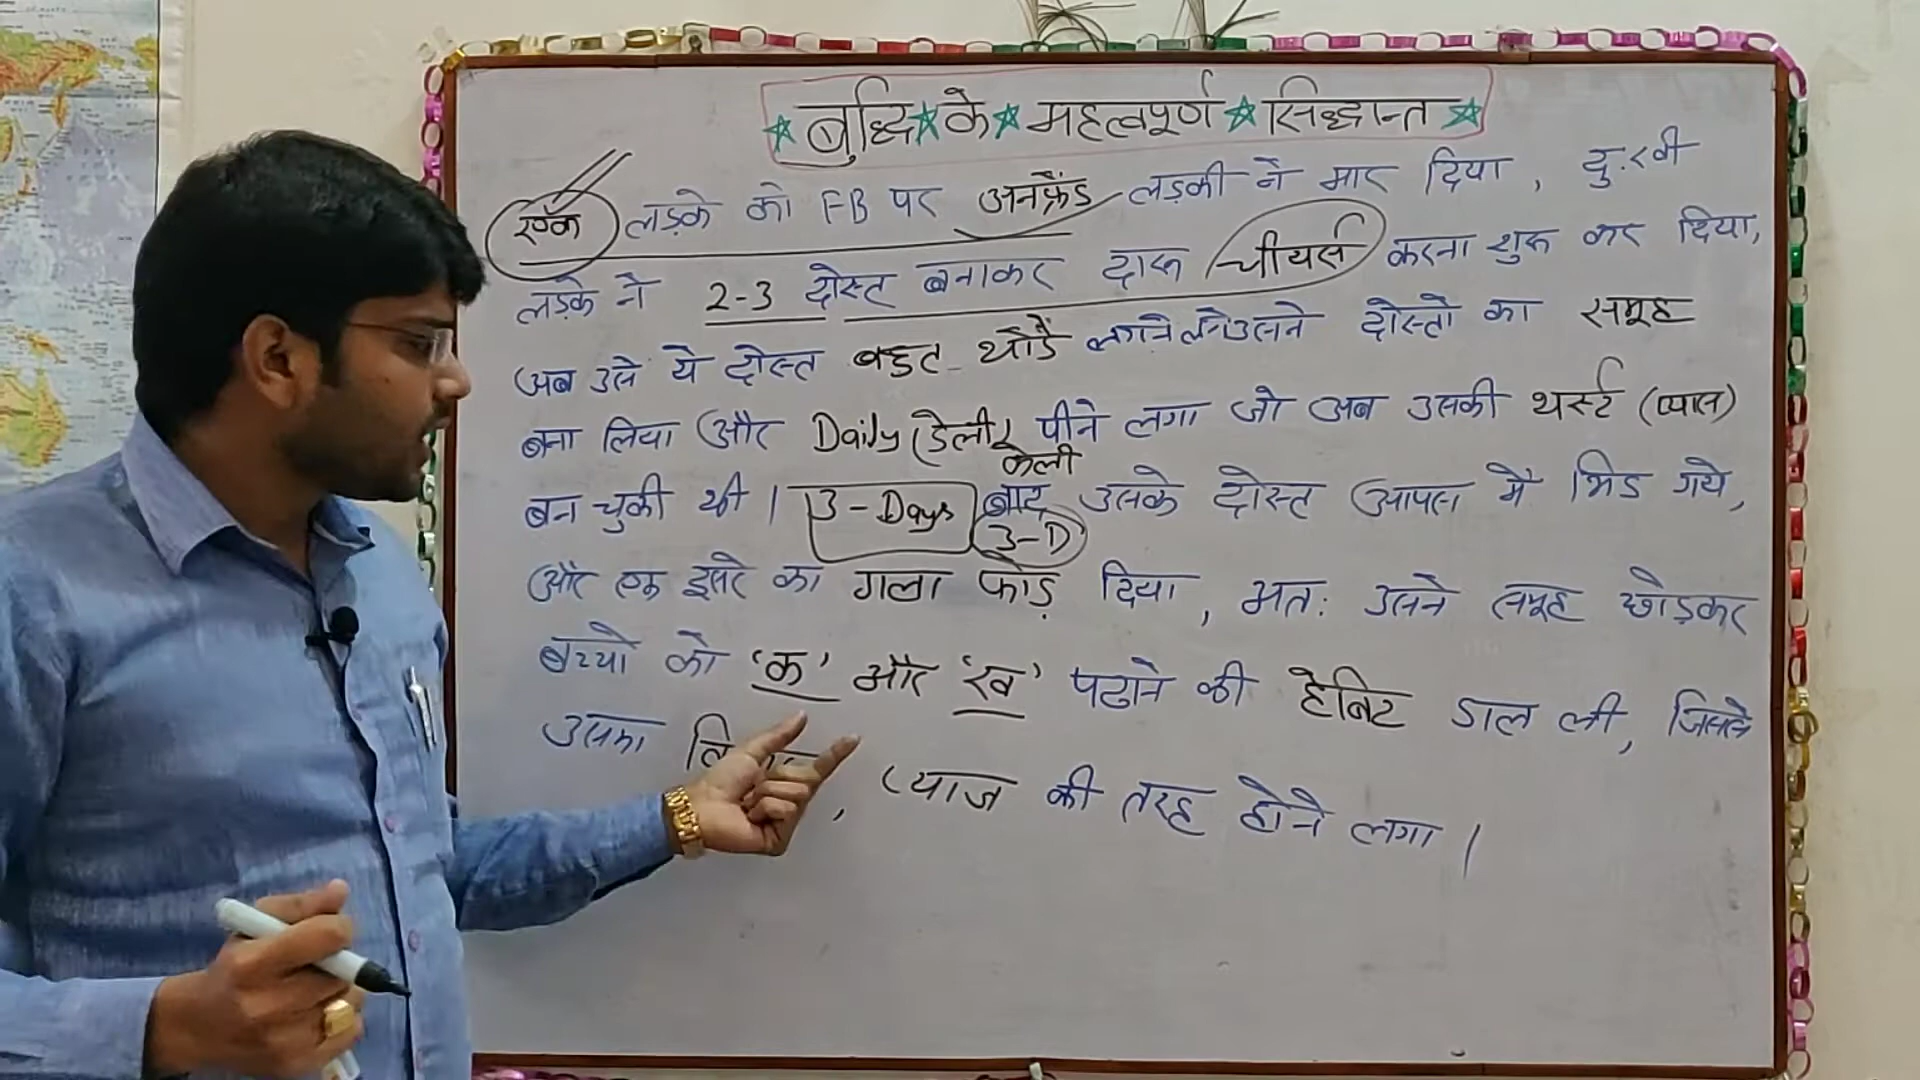 बुद्धि के महत्वपूर्ण सिद्धान्त
एक लड़के को FB पर अनफ्रैंड लड़की ने मार दिया, दु:खी
लड़के ने 2-3 दोस्त बनाकर दारू चीयर्स करना शुरू कर दिया,
अब उसे ये दोस्त बहुट थोडै लगने लगे उसने दोस्तो का समूह
बना लिया और Daily (डेली) पीने लगा जो अब उसकी थर्स्ट (प्यास)
केली
बन चुकी थी । 3-Days बाद उसके दोस्त आपस मे भिड गये,
3-D
और एक दूसरे का गला फोड़ दिया, अत: उसने समूह छोड़कर
बच्चो को 'क' और 'ख' पढाने की हेबिट डाल ली, जिससे
उसका , प्याज की तरह होने लगा ।